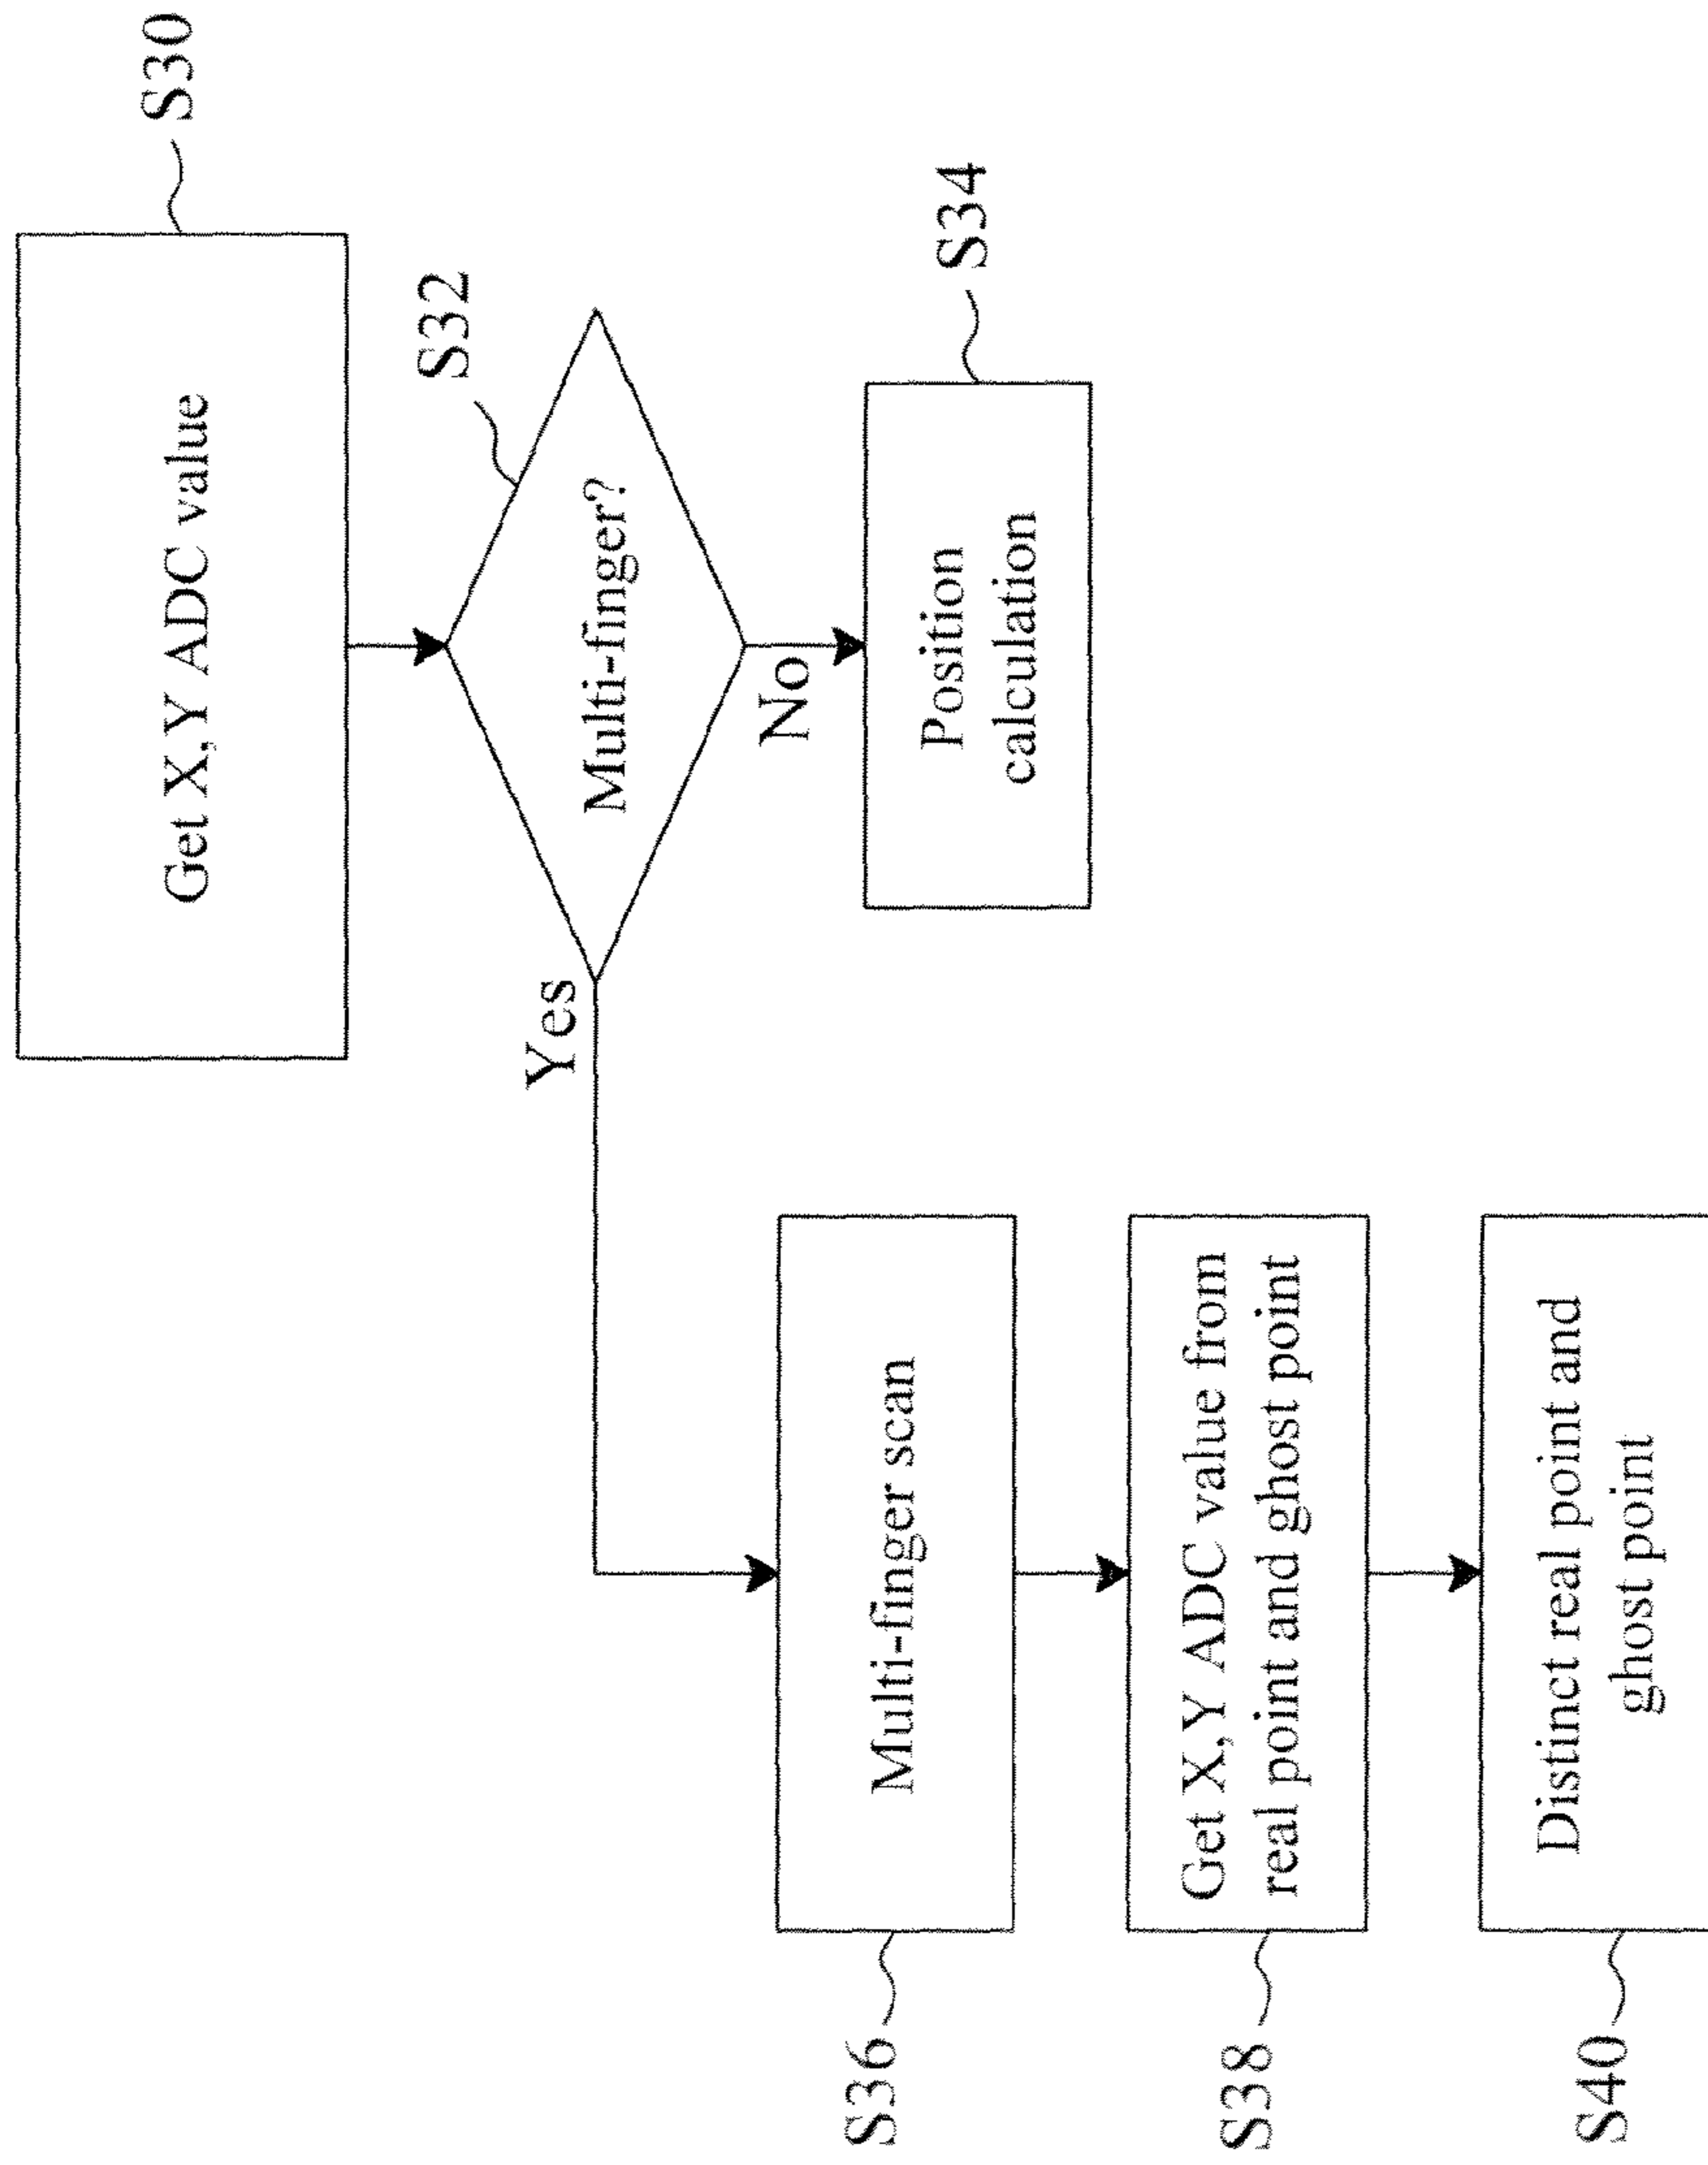 Get X,Y ADC value
S30
S32
Multi-finger?
Yes
No
Position
calculation
S34
Multi-finger scan
S36
Get X,Y ADC value from
real point and ghost point
S38
Distinct real point and
ghost point
S40